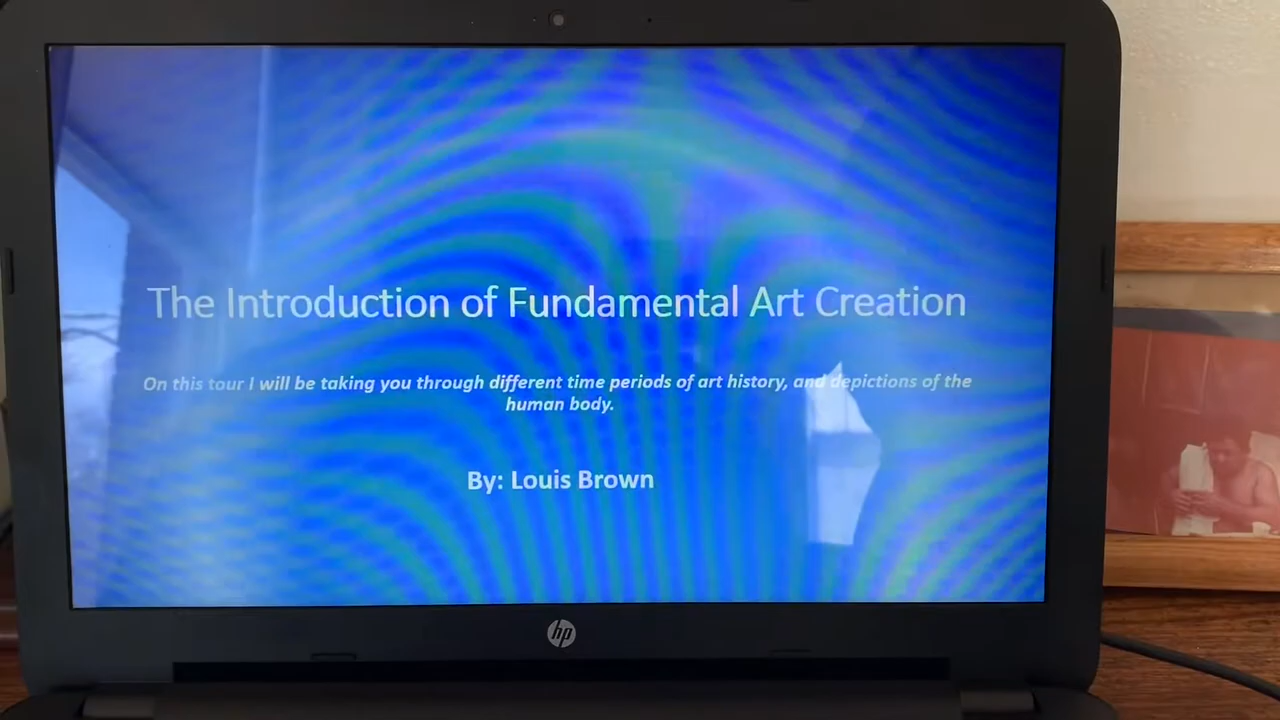 The Introduction of Fundamental Art Creation
On this tour I will be taking you through different time periods of art history, and depictions of the
human body.
By: Louis Brown
hp